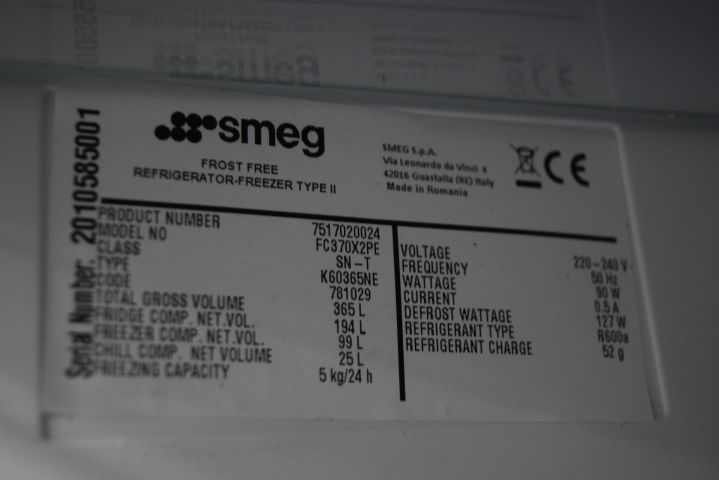 smeg
FROST FREE
REFRIGERATOR-FREEZER TYPE II
SMEG S.p.A.
Via Leonardo da Vinci 4
42016 Guastalla (RE) Italy
Made in Romania
CE
Serial Number: 2010585001
PRODUCT NUMBER 7517020024
MODEL NO FC370X2PE
CLASS SN-T
TYPE K60365NE
CODE 781029
TOTAL GROSS VOLUME 365 L
FRIDGE COMP. NET.VOL. 194 L
FREEZER COMP. NET.VOL. 99 L
CHILL COMP. NET VOLUME 25 L
FREEZING CAPACITY 5 kg/24 h
VOLTAGE 220-240 V
FREQUENCY 50 Hz
WATTAGE 90 W
CURRENT 0.5 A
DEFROST WATTAGE 127 W
REFRIGERANT TYPE R600a
REFRIGERANT CHARGE 52 g